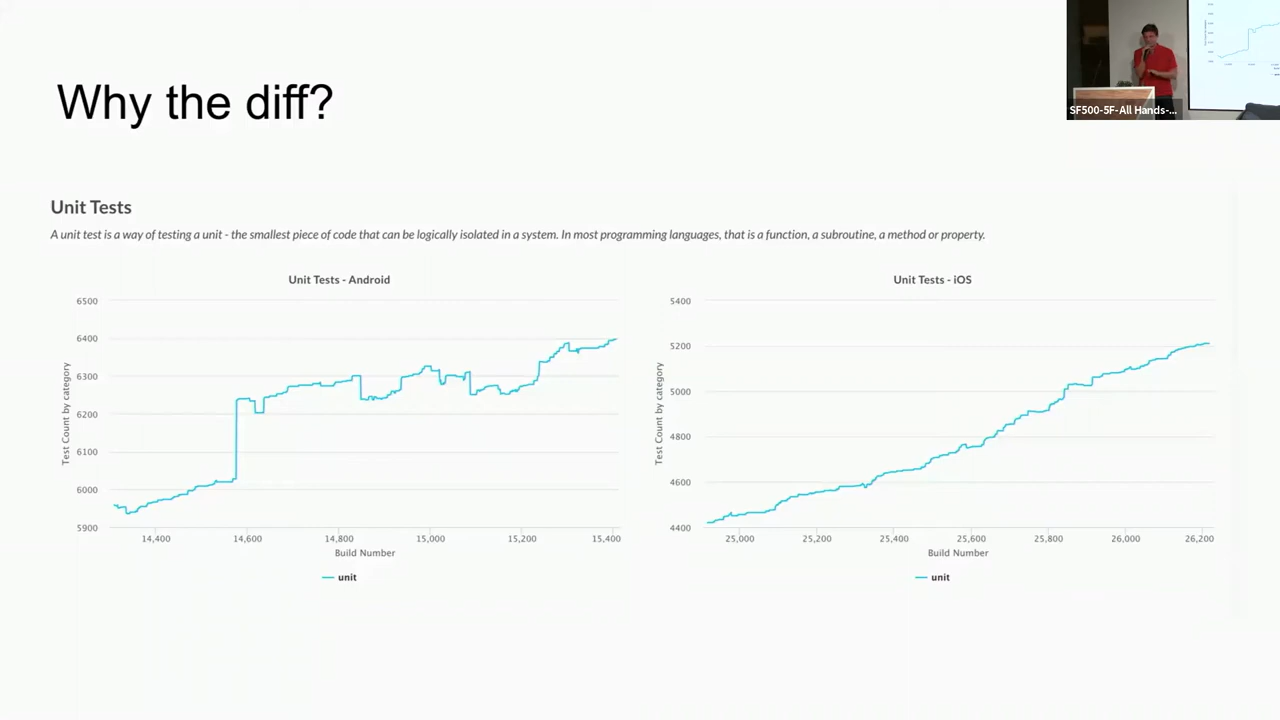 Why the diff?
SF500-5F-All Hands-...
Unit Tests
A unit test is a way of testing a unit - the smallest piece of code that can be logically isolated in a system. In most programming languages, that is a function, a subroutine, a method or property.
Unit Tests - Android
Test Count by category
6500
6400
6300
6200
6100
6000
5900
14,400 14,600 14,800 15,000 15,200 15,400
Build Number
unit
Unit Tests - iOS
Test Count by category
5400
5200
5000
4800
4600
4400
25,000 25,200 25,400 25,600 25,800 26,000 26,200
Build Number
unit